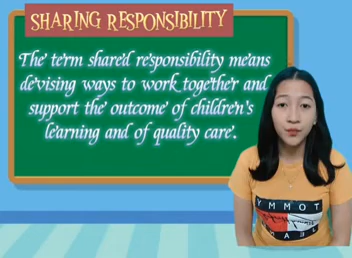 SHARING RESPONSIBILITY
The term shared responsibility means
devising ways to work together and
support the outcome of children's
learning and of quality care.
YMMOT